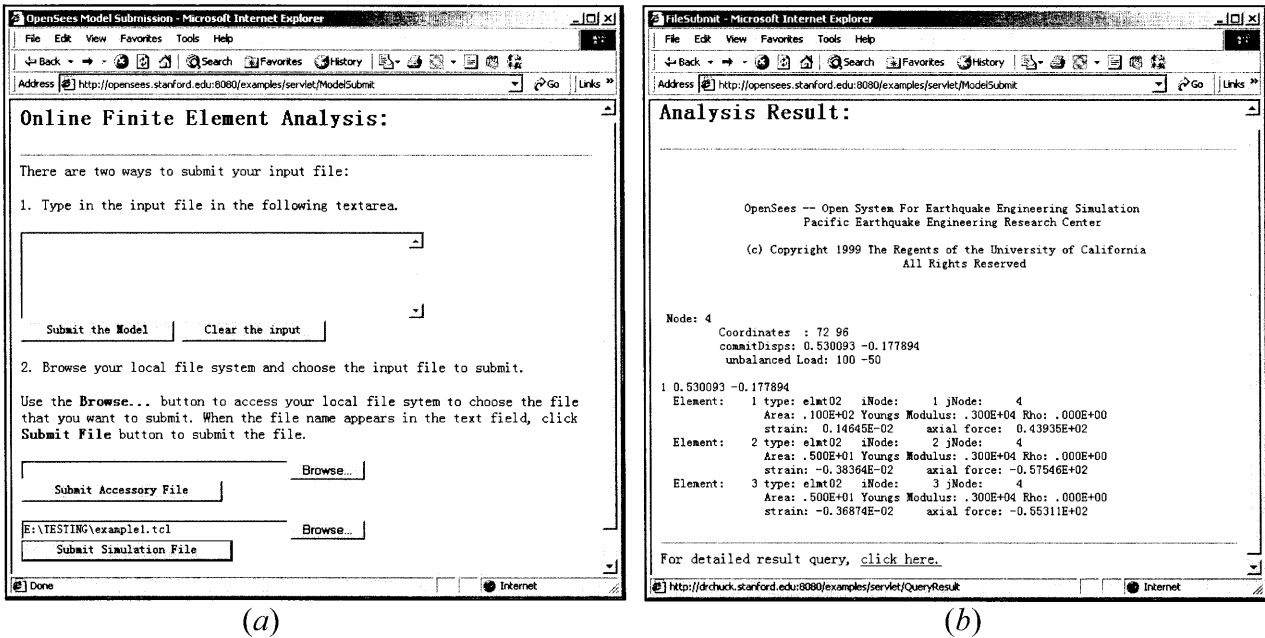 OpenSees Model Submission - Microsoft Internet Explorer
File Edit View Favorites Tools Help
Back Search Favorites History
Address http://opensees.stanford.edu:8080/examples/servlet/ModelSubmit Go Links »
Online Finite Element Analysis:
There are two ways to submit your input file:
1. Type in the input file in the following textarea.
Submit the Model Clear the input
2. Browse your local file system and choose the input file to submit.
Use the Browse... button to access your local file sytem to choose the file
that you want to submit. When the file name appears in the text field, click
Submit File button to submit the file.
Browse...
Submit Accessory File
E:\TESTING\example1.tcl Browse...
Submit Simulation File
Done Internet
(a)
FileSubmit - Microsoft Internet Explorer
File Edit View Favorites Tools Help
Back Search Favorites History
Address http://opensees.stanford.edu:8080/examples/servlet/ModelSubmit Go Links »
Analysis Result:
OpenSees -- Open System For Earthquake Engineering Simulation
Pacific Earthquake Engineering Research Center
(c) Copyright 1999 The Regents of the University of California
All Rights Reserved
Node: 4
Coordinates : 72 96
commitDisps: 0.530093 -0.177894
unbalanced Load: 100 -50
1 0.530093 -0.177894
Element: 1 type: elmt02 iNode: 1 jNode: 4
Area: .100E+02 Youngs Modulus: .300E+04 Rho: .000E+00
strain: 0.14645E-02 axial force: 0.43935E+02
Element: 2 type: elmt02 iNode: 2 jNode: 4
Area: .500E+01 Youngs Modulus: .300E+04 Rho: .000E+00
strain: -0.38364E-02 axial force: -0.57546E+02
Element: 3 type: elmt02 iNode: 3 jNode: 4
Area: .500E+01 Youngs Modulus: .300E+04 Rho: .000E+00
strain: -0.36874E-02 axial force: -0.55311E+02
For detailed result query, click here.
http://drchuck.stanford.edu:8080/examples/servlet/QueryResult Internet
(b)